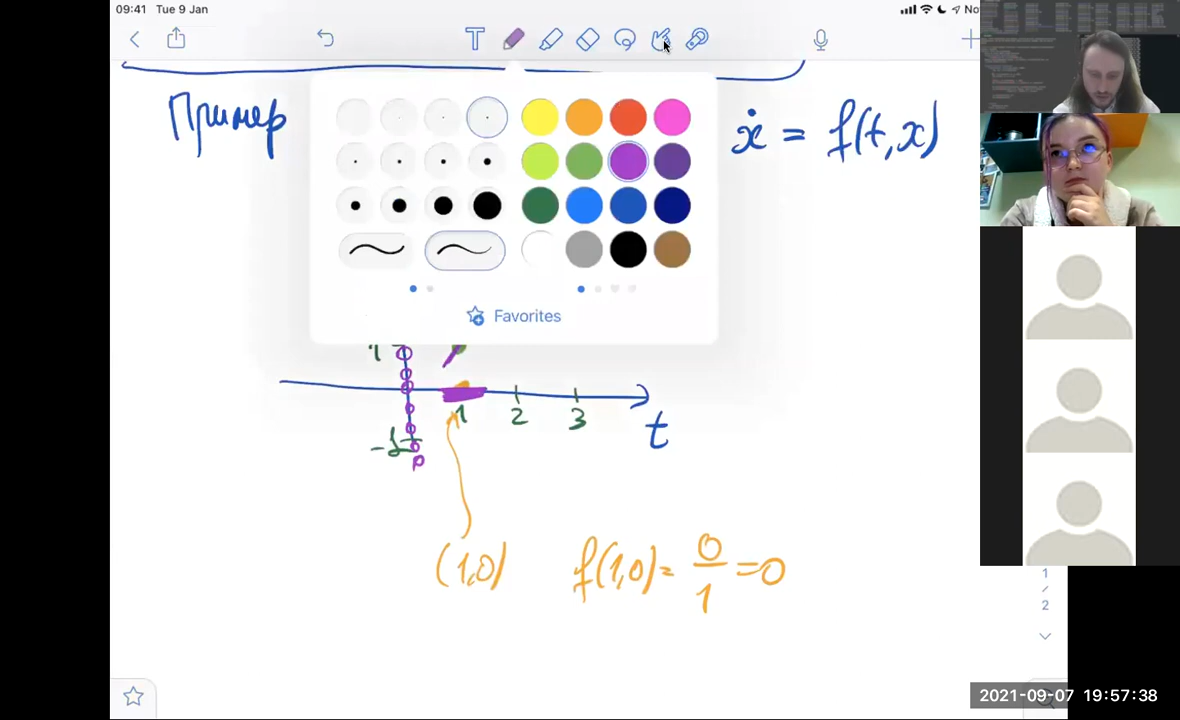 09:41 Tue 9 Jan
T
Пример
ẋ = f(t,x)
Favorites
1
1 2 3
t
-1
(1,0) f(1,0) = 0/1 = 0
1
/
2
2021-09-07 19:57:38